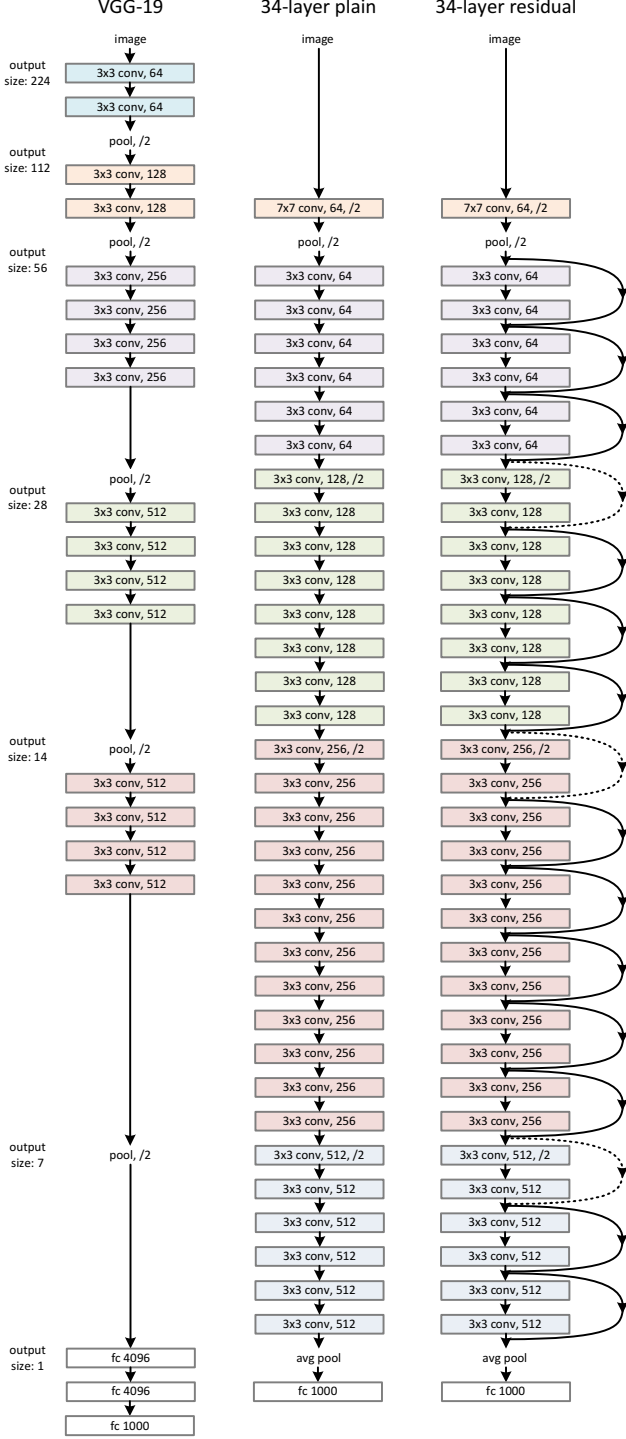 output
size: 224
output
size: 112
output
size: 56
output
size: 28
output
size: 14
output
size: 7
output
size: 1
VGG-19
image
3x3 conv, 64
3x3 conv, 64
pool, /2
3x3 conv, 128
3x3 conv, 128
pool, /2
3x3 conv, 256
3x3 conv, 256
3x3 conv, 256
3x3 conv, 256
pool, /2
3x3 conv, 512
3x3 conv, 512
3x3 conv, 512
3x3 conv, 512
pool, /2
3x3 conv, 512
3x3 conv, 512
3x3 conv, 512
3x3 conv, 512
pool, /2
fc 4096
fc 4096
fc 1000
34-layer plain
image
7x7 conv, 64, /2
pool, /2
3x3 conv, 64
3x3 conv, 64
3x3 conv, 64
3x3 conv, 64
3x3 conv, 64
3x3 conv, 64
3x3 conv, 128, /2
3x3 conv, 128
3x3 conv, 128
3x3 conv, 128
3x3 conv, 128
3x3 conv, 128
3x3 conv, 128
3x3 conv, 128
3x3 conv, 256, /2
3x3 conv, 256
3x3 conv, 256
3x3 conv, 256
3x3 conv, 256
3x3 conv, 256
3x3 conv, 256
3x3 conv, 256
3x3 conv, 256
3x3 conv, 256
3x3 conv, 256
3x3 conv, 256
3x3 conv, 512, /2
3x3 conv, 512
3x3 conv, 512
3x3 conv, 512
3x3 conv, 512
3x3 conv, 512
avg pool
fc 1000
34-layer residual
image
7x7 conv, 64, /2
pool, /2
3x3 conv, 64
3x3 conv, 64
3x3 conv, 64
3x3 conv, 64
3x3 conv, 64
3x3 conv, 64
3x3 conv, 128, /2
3x3 conv, 128
3x3 conv, 128
3x3 conv, 128
3x3 conv, 128
3x3 conv, 128
3x3 conv, 128
3x3 conv, 128
3x3 conv, 256, /2
3x3 conv, 256
3x3 conv, 256
3x3 conv, 256
3x3 conv, 256
3x3 conv, 256
3x3 conv, 256
3x3 conv, 256
3x3 conv, 256
3x3 conv, 256
3x3 conv, 256
3x3 conv, 256
3x3 conv, 512, /2
3x3 conv, 512
3x3 conv, 512
3x3 conv, 512
3x3 conv, 512
3x3 conv, 512
avg pool
fc 1000